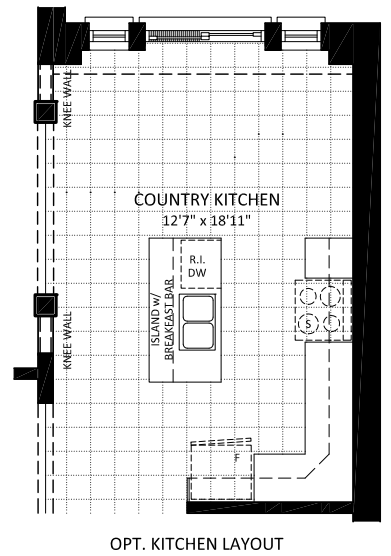 KNEE WALL
COUNTRY KITCHEN
12'7" x 18'11"
R.I.
DW
ISLAND w/
BREAKFAST BAR
S
KNEE WALL
F
OPT. KITCHEN LAYOUT